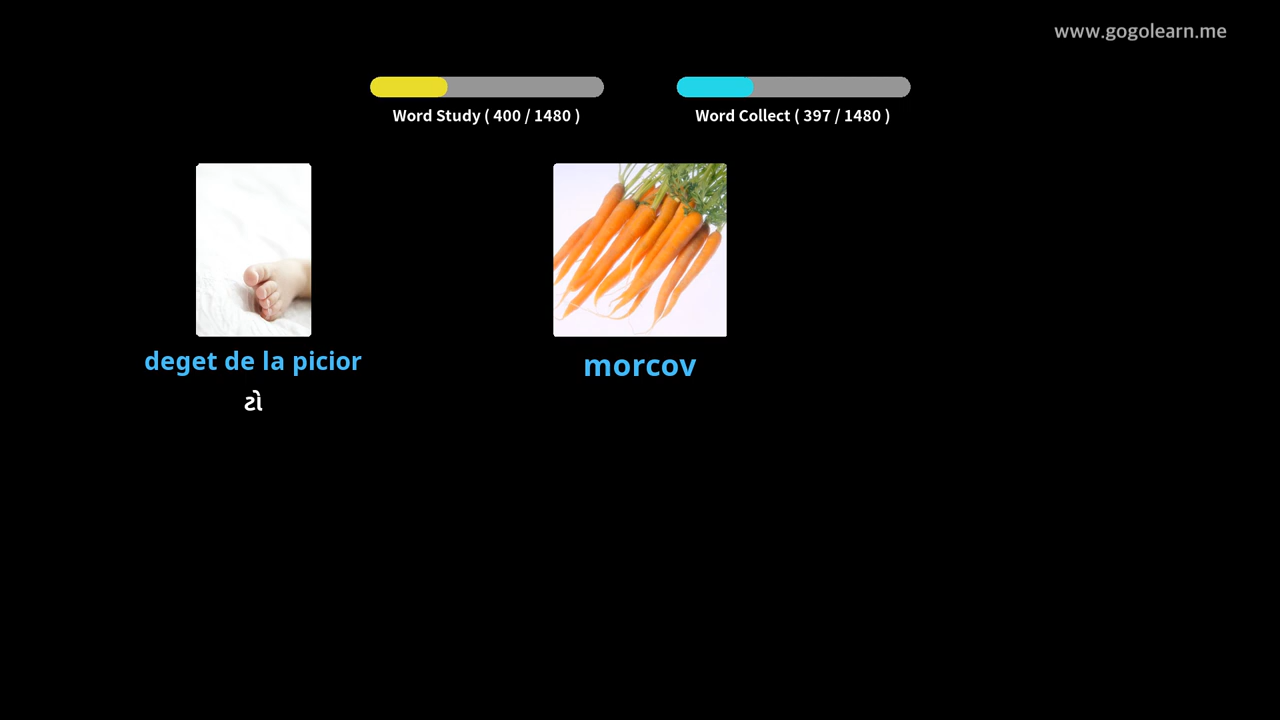 www.gogolearn.me
Word Study ( 400 / 1480 )
Word Collect ( 397 / 1480 )
deget de la picior
morcov